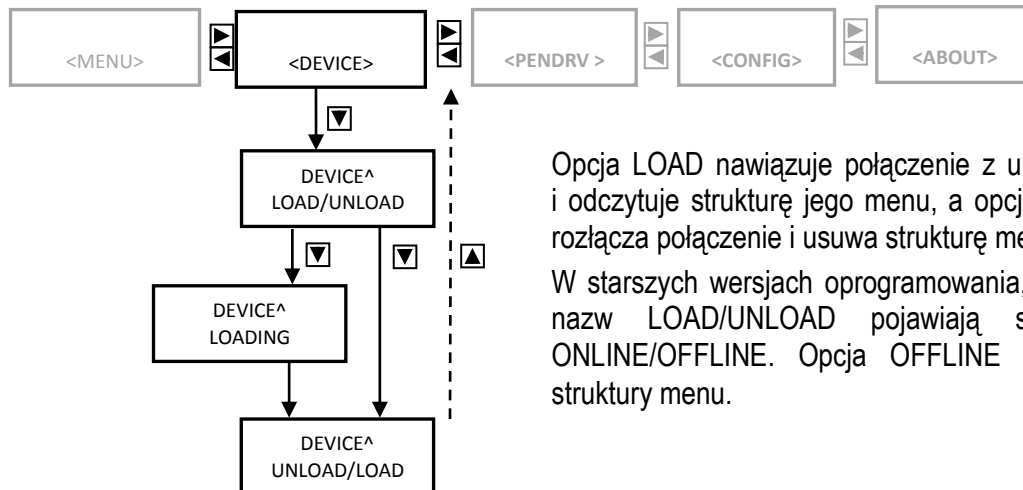 <MENU>
<DEVICE>
<PENDRV >
<CONFIG>
<ABOUT>
DEVICE^
LOAD/UNLOAD
DEVICE^
LOADING
DEVICE^
UNLOAD/LOAD
Opcja LOAD nawiązuje połączenie z u
i odczytuje strukturę jego menu, a opcj
rozłącza połączenie i usuwa strukturę me
W starszych wersjach oprogramowania,
nazw LOAD/UNLOAD pojawiają s
ONLINE/OFFLINE. Opcja OFFLINE
struktury menu.